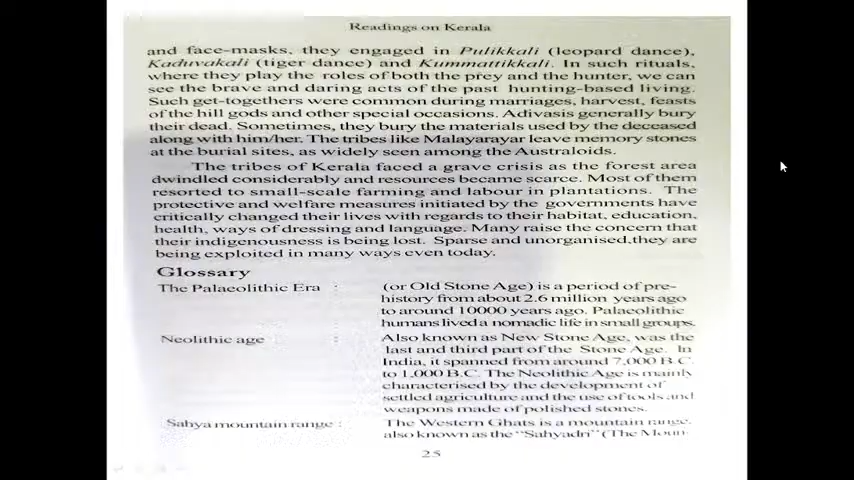 Readings on Kerala
and face-masks, they engaged in Pulikkali (leopard dance),
Kaduvakali (tiger dance) and Kummattikkali. In such rituals,
where they play the roles of both the prey and the hunter, we can
see the brave and daring acts of the past hunting-based living.
Such get-togethers were common during marriages, harvest, feasts
of the hill gods and other special occasions. Adivasis generally bury
their dead. Sometimes, they bury the materials used by the deceased
along with him/her. The tribes like Malayarayar leave memory stones
at the burial sites, as widely seen among the Australoids.
The tribes of Kerala faced a grave crisis as the forest area
dwindled considerably and resources became scarce. Most of them
resorted to small-scale farming and labour in plantations. The
protective and welfare measures initiated by the governments have
critically changed their lives with regards to their habitat, education,
health, ways of dressing and language. Many raise the concern that
their indigenousness is being lost. Sparse and unorganised,they are
being exploited in many ways even today.
Glossary
The Palaeolithic Era : (or Old Stone Age) is a period of pre-
history from about 2.6 million years ago
to around 10000 years ago. Palaeolithic
humans lived a nomadic life in small groups.
Neolithic age : Also known as New Stone Age, was the
last and third part of the Stone Age. In
India, it spanned from around 7,000 B.C.
to 1,000 B.C. The Neolithic Age is mainly
characterised by the development of
settled agriculture and the use of tools and
weapons made of polished stones.
Sahya mountain range : The Western Ghats is a mountain range,
also known as the "Sahyadri" (The Moun-
25